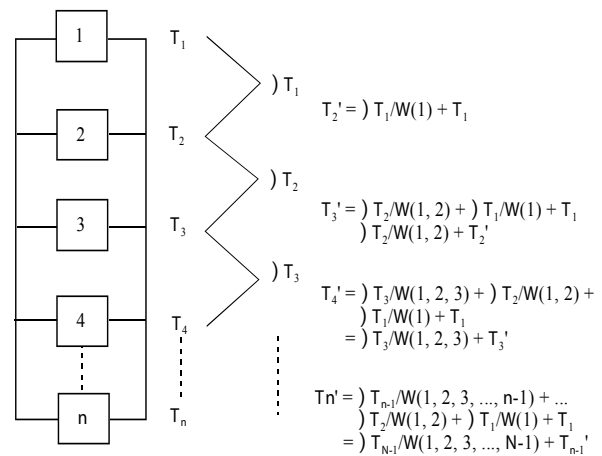 1 T₁
) T₁
T₂' = ) T₁/W(1) + T₁
2 T₂
) T₂
T₃' = ) T₂/W(1, 2) + ) T₁/W(1) + T₁
) T₂/W(1, 2) + T₂'
3 T₃
) T₃
T₄' = ) T₃/W(1, 2, 3) + ) T₂/W(1, 2) +
) T₁/W(1) + T₁
= ) T₃/W(1, 2, 3) + T₃'
4 T₄
Tn' = ) Tₙ₋₁/W(1, 2, 3, ..., n-1) + ...
) T₂/W(1, 2) + ) T₁/W(1) + T₁
= ) T_N-1/W(1, 2, 3, ..., N-1) + Tₙ₋₁'
n Tₙ